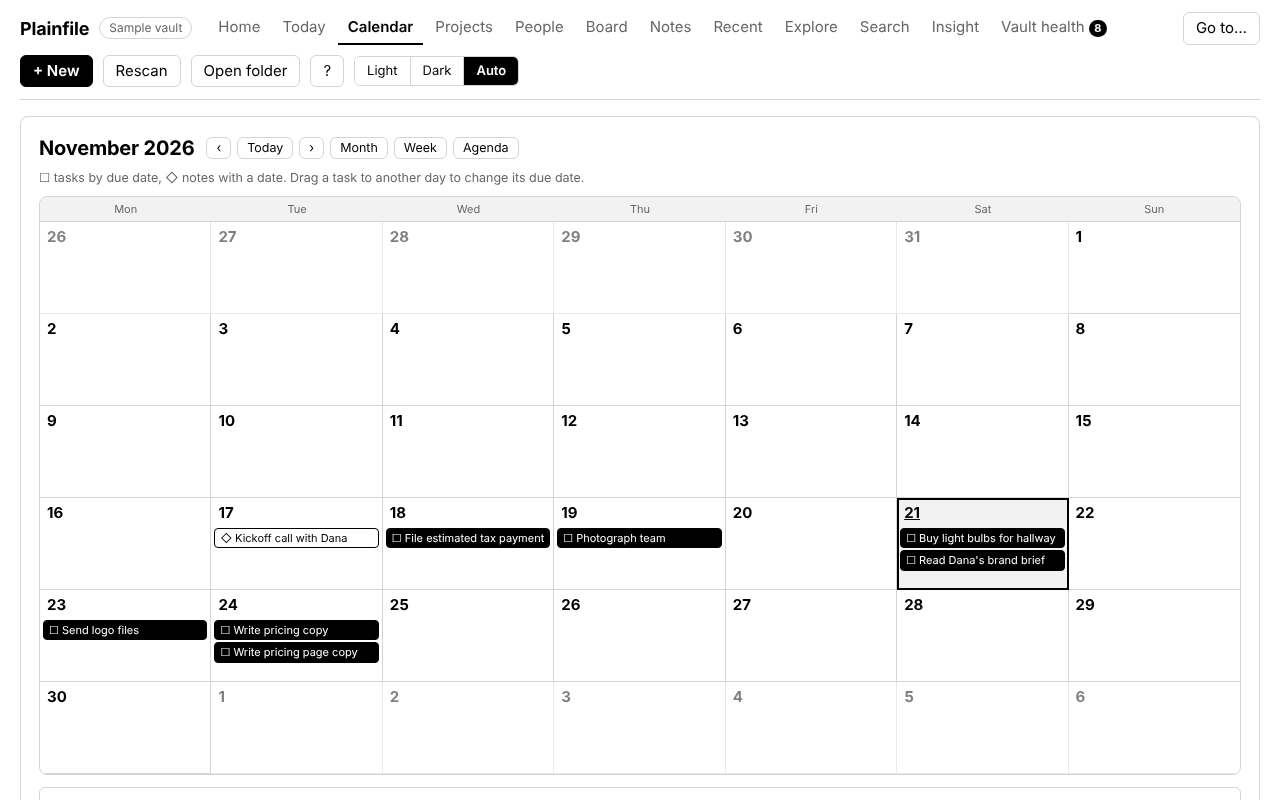 Plainfile Sample vault Home Today Calendar Projects People Board Notes Recent Explore Search Insight Vault health 8 Go to...
+ New Rescan Open folder ? Light Dark Auto
November 2026 ‹ Today › Month Week Agenda
☐ tasks by due date, ◇ notes with a date. Drag a task to another day to change its due date.
Mon Tue Wed Thu Fri Sat Sun
26 27 28 29 30 31 1
2 3 4 5 6 7 8
9 10 11 12 13 14 15
16 17 18 19 20 21 22
◇ Kickoff call with Dana ☐ File estimated tax payment ☐ Photograph team ☐ Buy light bulbs for hallway
☐ Read Dana's brand brief
23 24 25 26 27 28 29
☐ Send logo files ☐ Write pricing copy
☐ Write pricing page copy
30 1 2 3 4 5 6